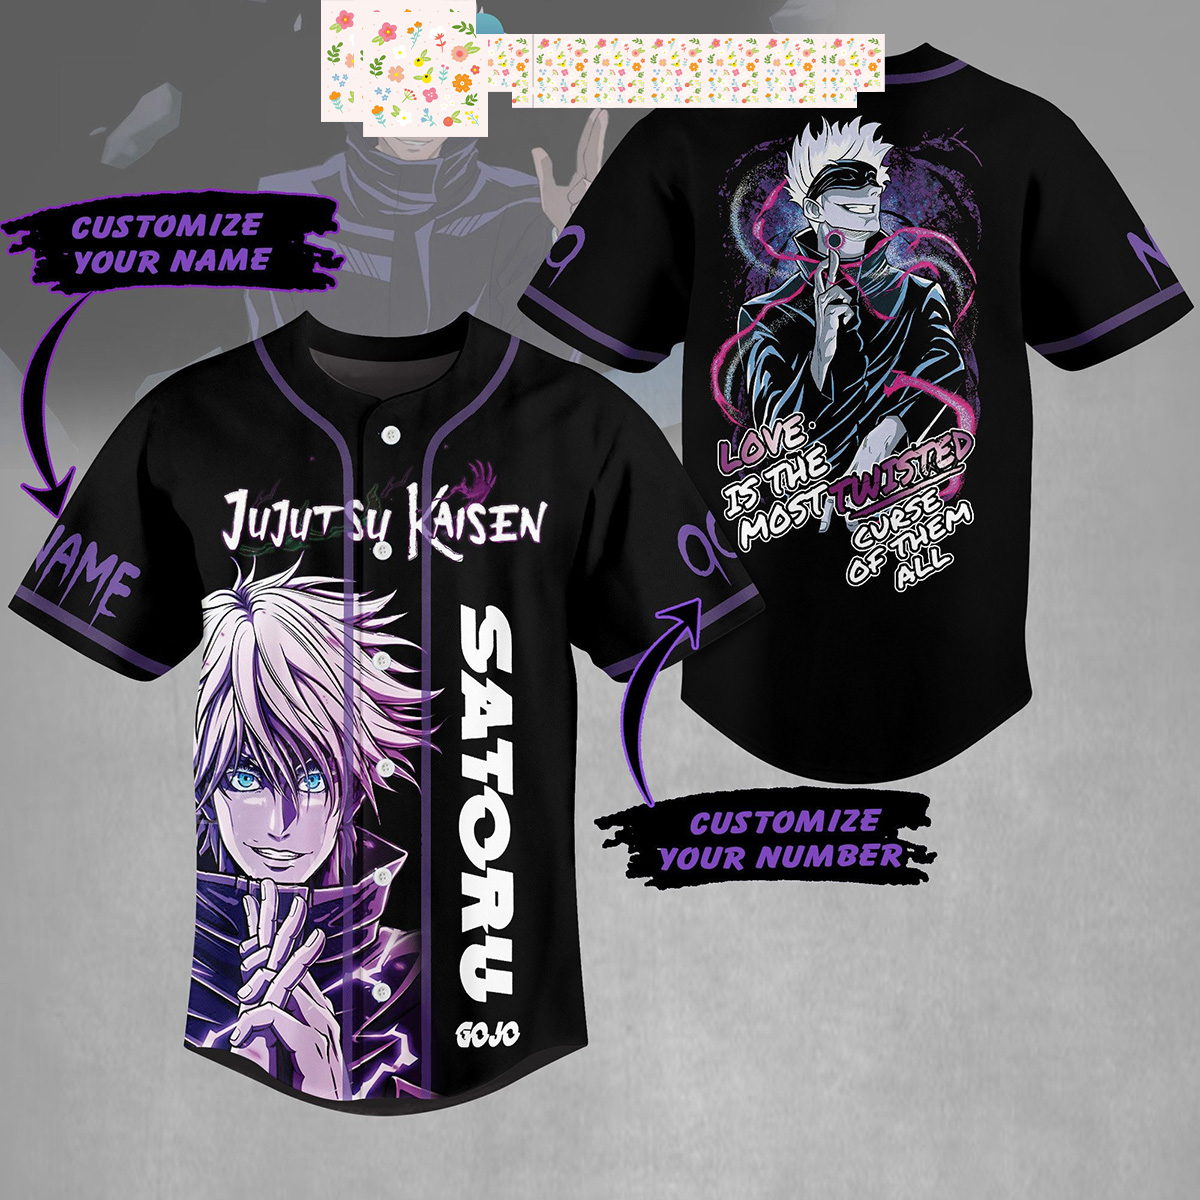 CUSTOMIZE
YOUR NAME
JUJUTSU KAISEN
NAME
SATORU
GOJO
LOVE
IS THE
MOST TWISTED
CURSE
OF THEM
ALL
CUSTOMIZE
YOUR NUMBER